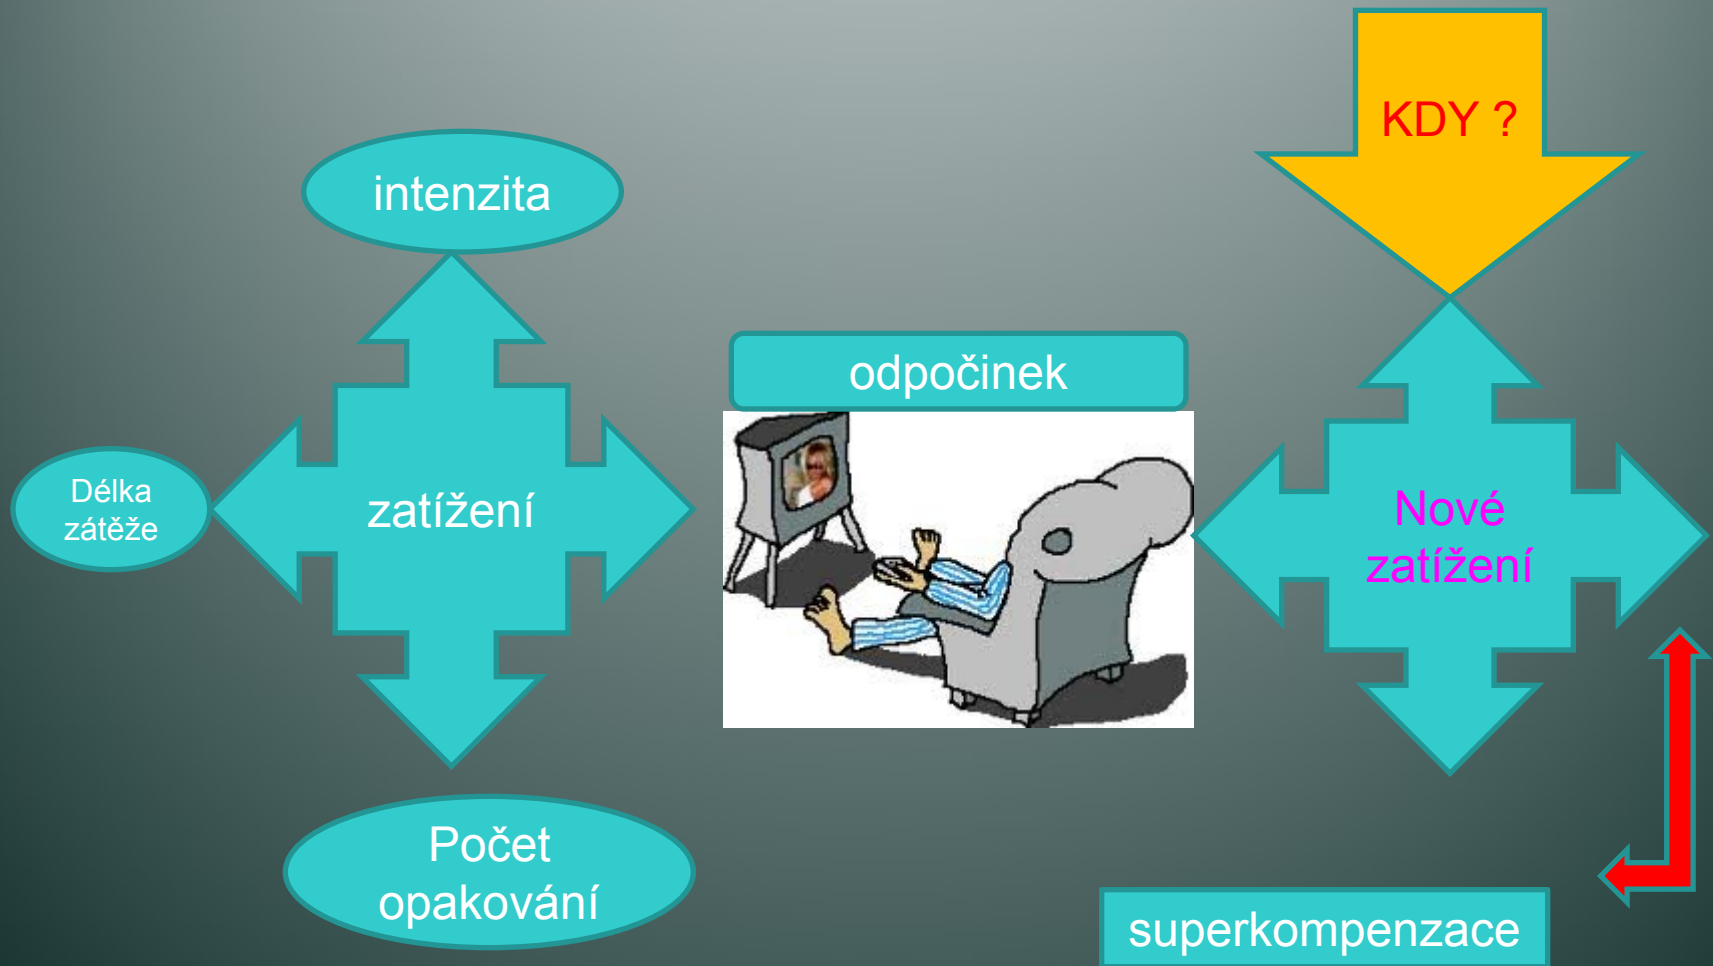 KDY ?
intenzita
odpočinek
Délka
zátěže
zatížení
Nové
zatížení
Počet
opakování
superkompenzace